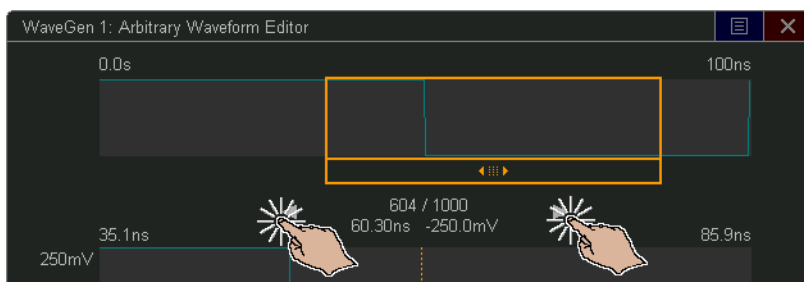 WaveGen 1: Arbitrary Waveform Editor
0.0s 100ns
604 / 1000
60.30ns -250.0mV
35.1ns 85.9ns
250mV